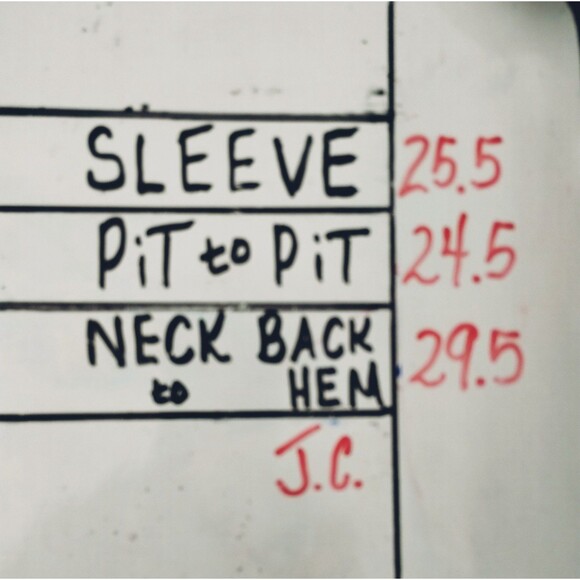 SLEEVE 25.5
PiT to PiT 24.5
NECK BACK
to HEM 29.5
J.C.